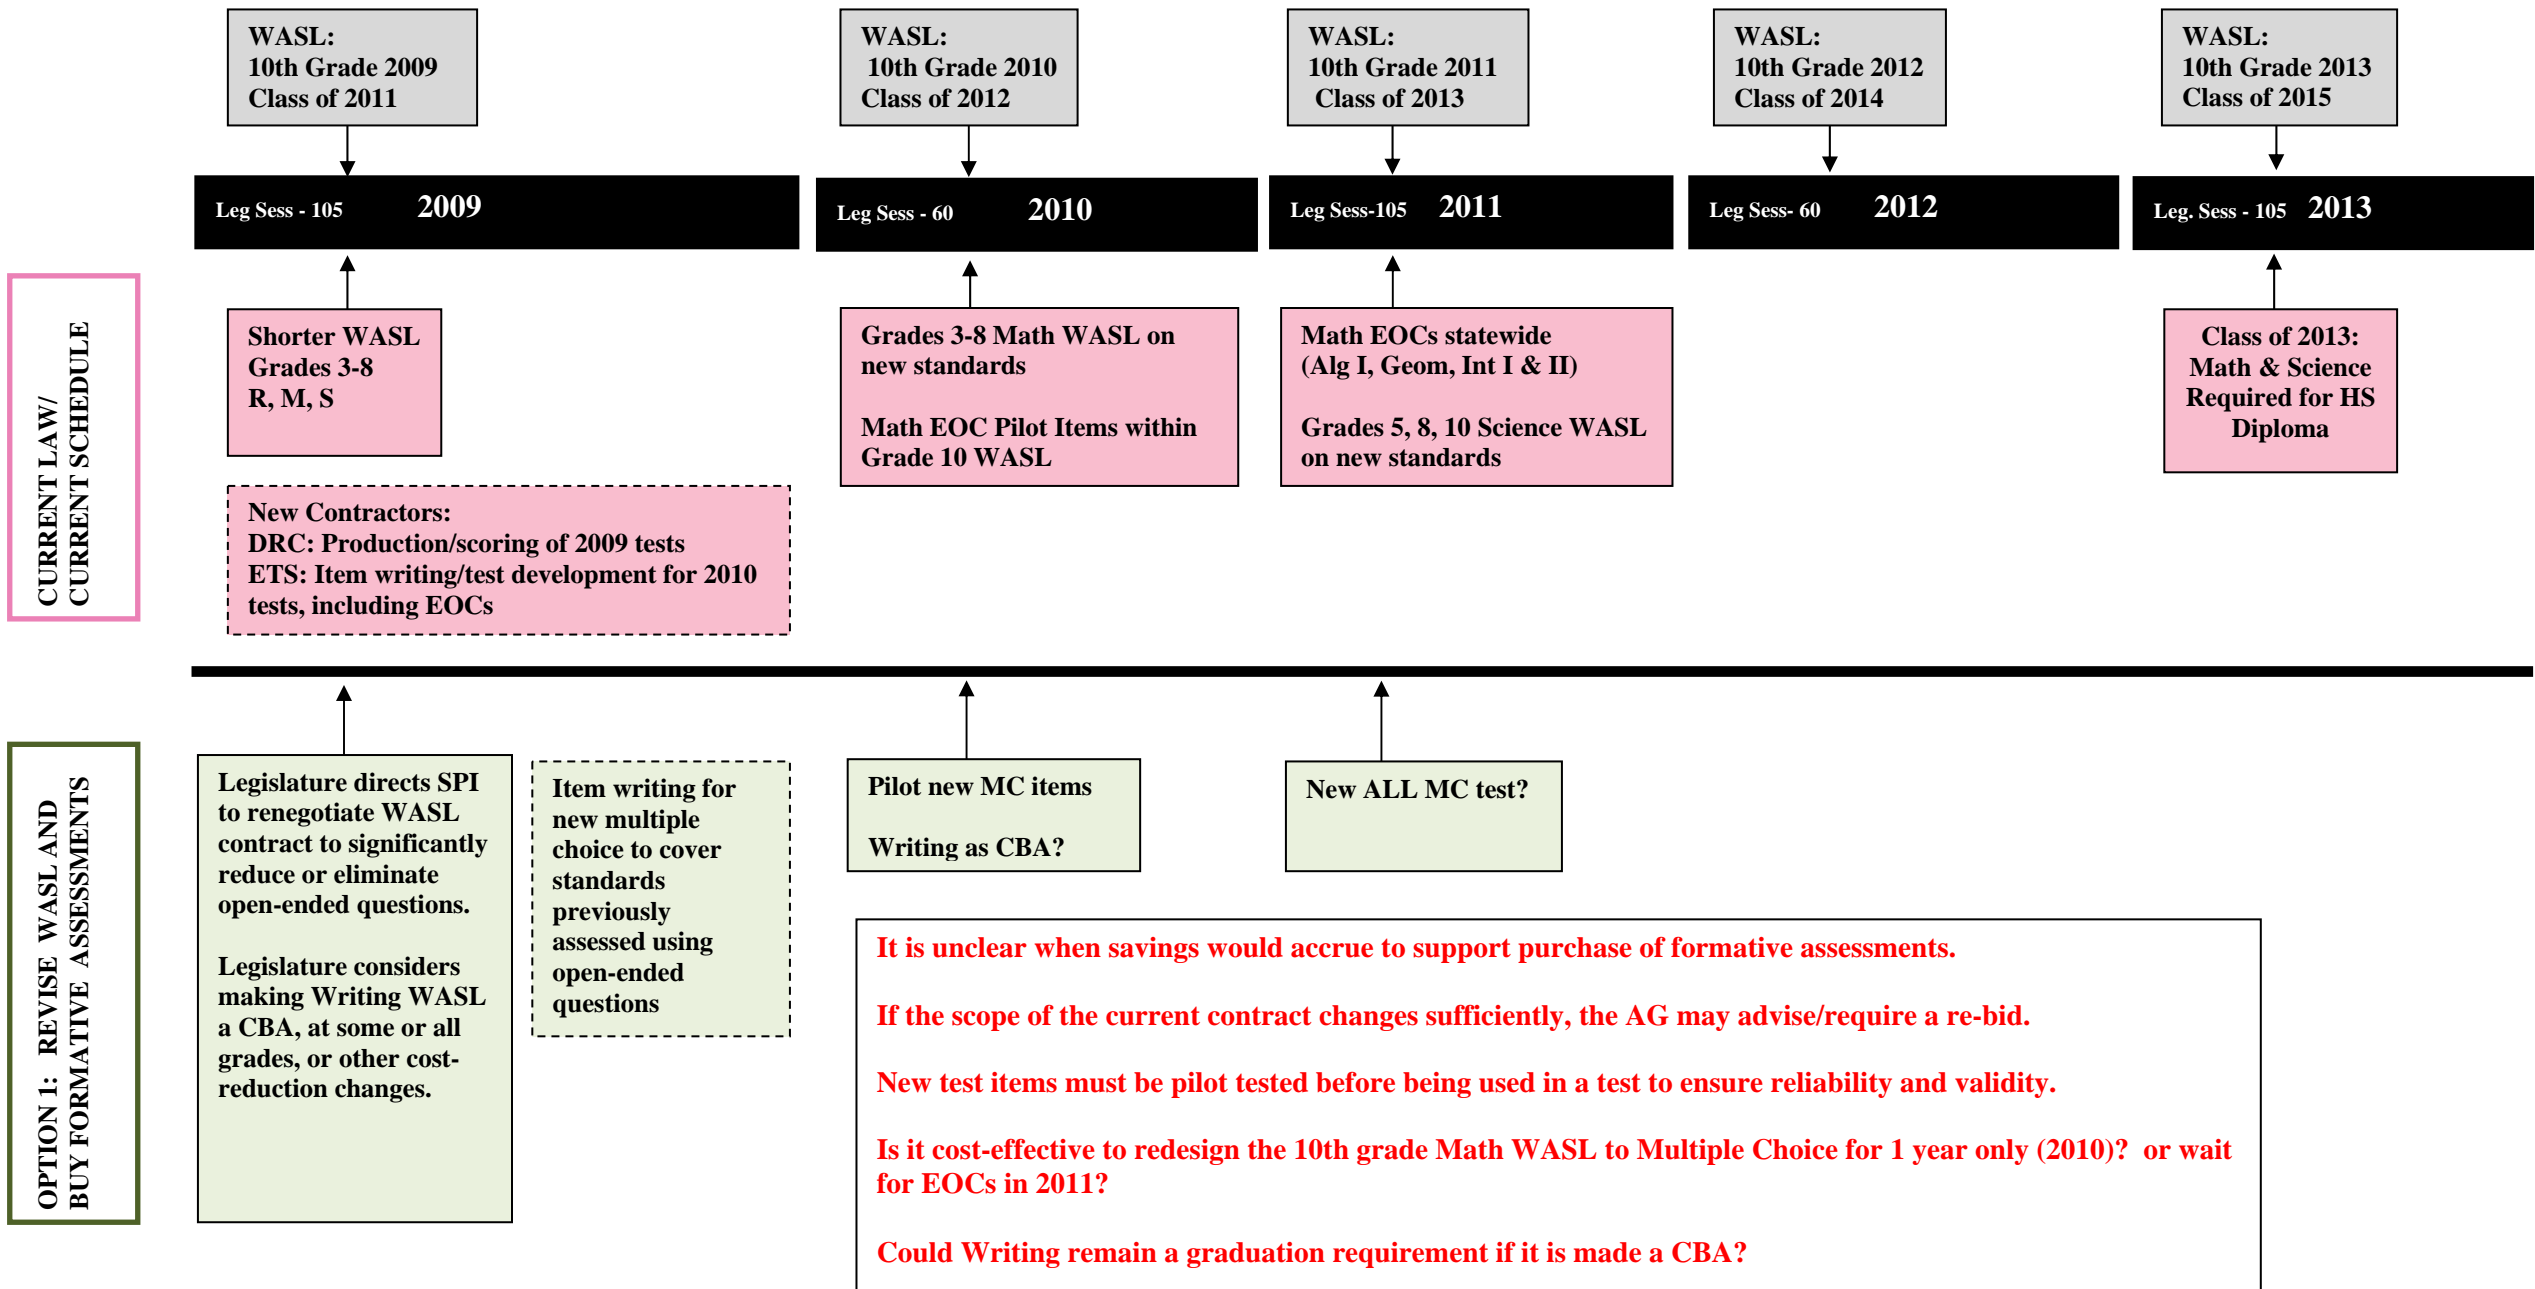 WASL:
10th Grade 2009
Class of 2011
WASL:
10th Grade 2010
Class of 2012
WASL:
10th Grade 2011
Class of 2013
WASL:
10th Grade 2012
Class of 2014
WASL:
10th Grade 2013
Class of 2015
Leg Sess - 105 2009
Leg Sess - 60 2010
Leg Sess-105 2011
Leg Sess- 60 2012
Leg. Sess - 105 2013
CURRENT LAW/
CURRENT SCHEDULE
Shorter WASL
Grades 3-8
R, M, S
Grades 3-8 Math WASL on
new standards
Math EOC Pilot Items within
Grade 10 WASL
Math EOCs statewide
(Alg I, Geom, Int I & II)
Grades 5, 8, 10 Science WASL
on new standards
Class of 2013:
Math & Science
Required for HS
Diploma
New Contractors:
DRC: Production/scoring of 2009 tests
ETS: Item writing/test development for 2010
tests, including EOCs
OPTION 1: REVISE WASL AND
BUY FORMATIVE ASSESSMENTS
Legislature directs SPI
to renegotiate WASL
contract to significantly
reduce or eliminate
open-ended questions.
Legislature considers
making Writing WASL
a CBA, at some or all
grades, or other cost-
reduction changes.
Item writing for
new multiple
choice to cover
standards
previously
assessed using
open-ended
questions
Pilot new MC items
Writing as CBA?
New ALL MC test?
It is unclear when savings would accrue to support purchase of formative assessments.
If the scope of the current contract changes sufficiently, the AG may advise/require a re-bid.
New test items must be pilot tested before being used in a test to ensure reliability and validity.
Is it cost-effective to redesign the 10th grade Math WASL to Multiple Choice for 1 year only (2010)? or wait
for EOCs in 2011?
Could Writing remain a graduation requirement if it is made a CBA?